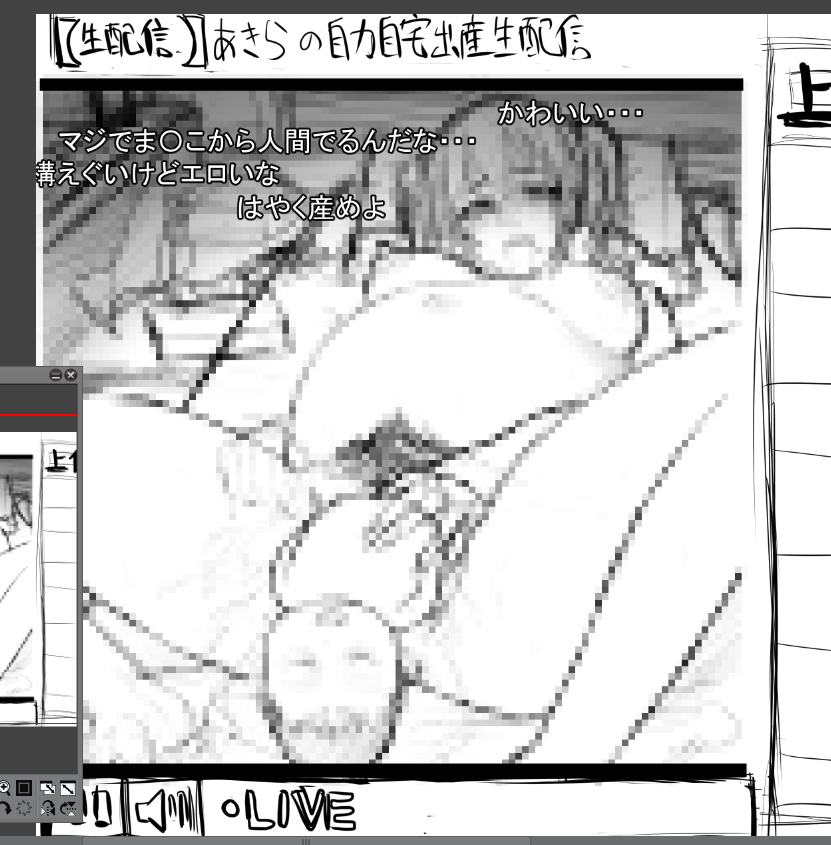 【生配信】あきらの自力自宅出産生配信
かわいい・・・
マジでま〇こから人間でるんだな・・・
構えぐいけどエロいな
はやく産めよ
LIVE